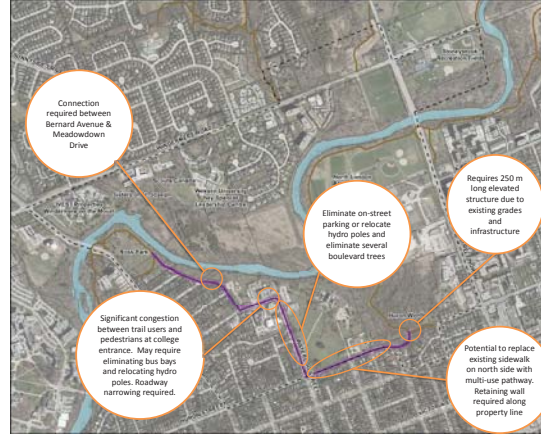 Connection
required between
Bernard Avenue &
Meadowdown
Drive
Requires 250 m
long elevated
structure due to
existing grades
and
infrastructure
Eliminate on-street
parking or relocate
hydro poles and
eliminate several
boulevard trees
Significant congestion
between trail users and
pedestrians at college
entrance. May require
eliminating bus bays
and relocating hydro
poles. Roadway
narrowing required.
Potential to replace
existing sidewalk
on north side with
multi-use pathway.
Retaining wall
required along
property line